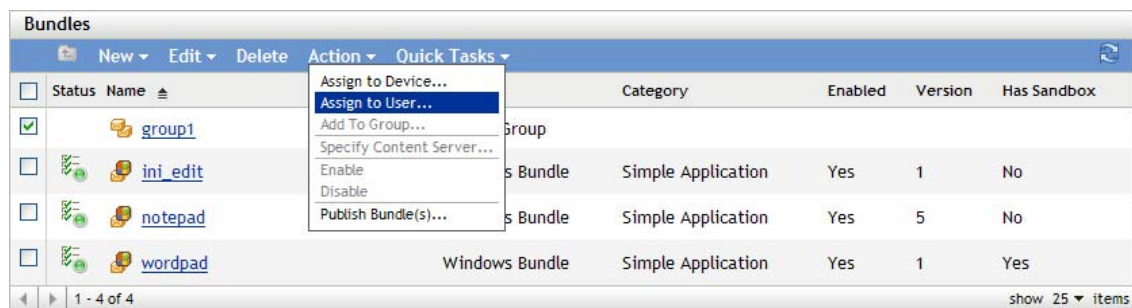 Bundles
New Edit Delete Action Quick Tasks
Status Name Category Enabled Version Has Sandbox
Assign to Device...
Assign to User...
Add To Group...
Specify Content Server...
Enable
Disable
Publish Bundle(s)...
group1 Group
ini_edit s Bundle Simple Application Yes 1 No
notepad s Bundle Simple Application Yes 5 No
wordpad Windows Bundle Simple Application Yes 1 Yes
1 - 4 of 4 show 25 items